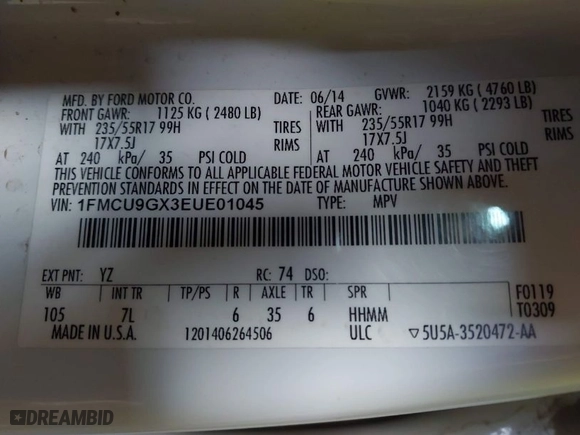 MFD. BY FORD MOTOR CO.
DATE: 06/14 GVWR: 2159 KG ( 4760 LB)
FRONT GAWR: 1125 KG ( 2480 LB) REAR GAWR: 1040 KG ( 2293 LB)
WITH 235/55R17 99H TIRES WITH 235/55R17 99H TIRES
17X7.5J RIMS 17X7.5J RIMS
AT 240 kPa/ 35 PSI COLD AT 240 kPa/ 35 PSI COLD
THIS VEHICLE CONFORMS TO ALL APPLICABLE FEDERAL MOTOR VEHICLE SAFETY AND THEFT
PREVENTION STANDARDS IN EFFECT ON THE DATE OF MANUFACTURE SHOWN ABOVE.
VIN: 1FMCU9GX3EUE01045 TYPE: MPV
EXT PNT: YZ RC: 74 DSO:
WB INT TR TP/PS R AXLE TR SPR F0119
105 7L 6 35 6 HHMM T0309
MADE IN U.S.A. 1201406264506 ULC ▽5U5A-3520472-AA
DREAMBID